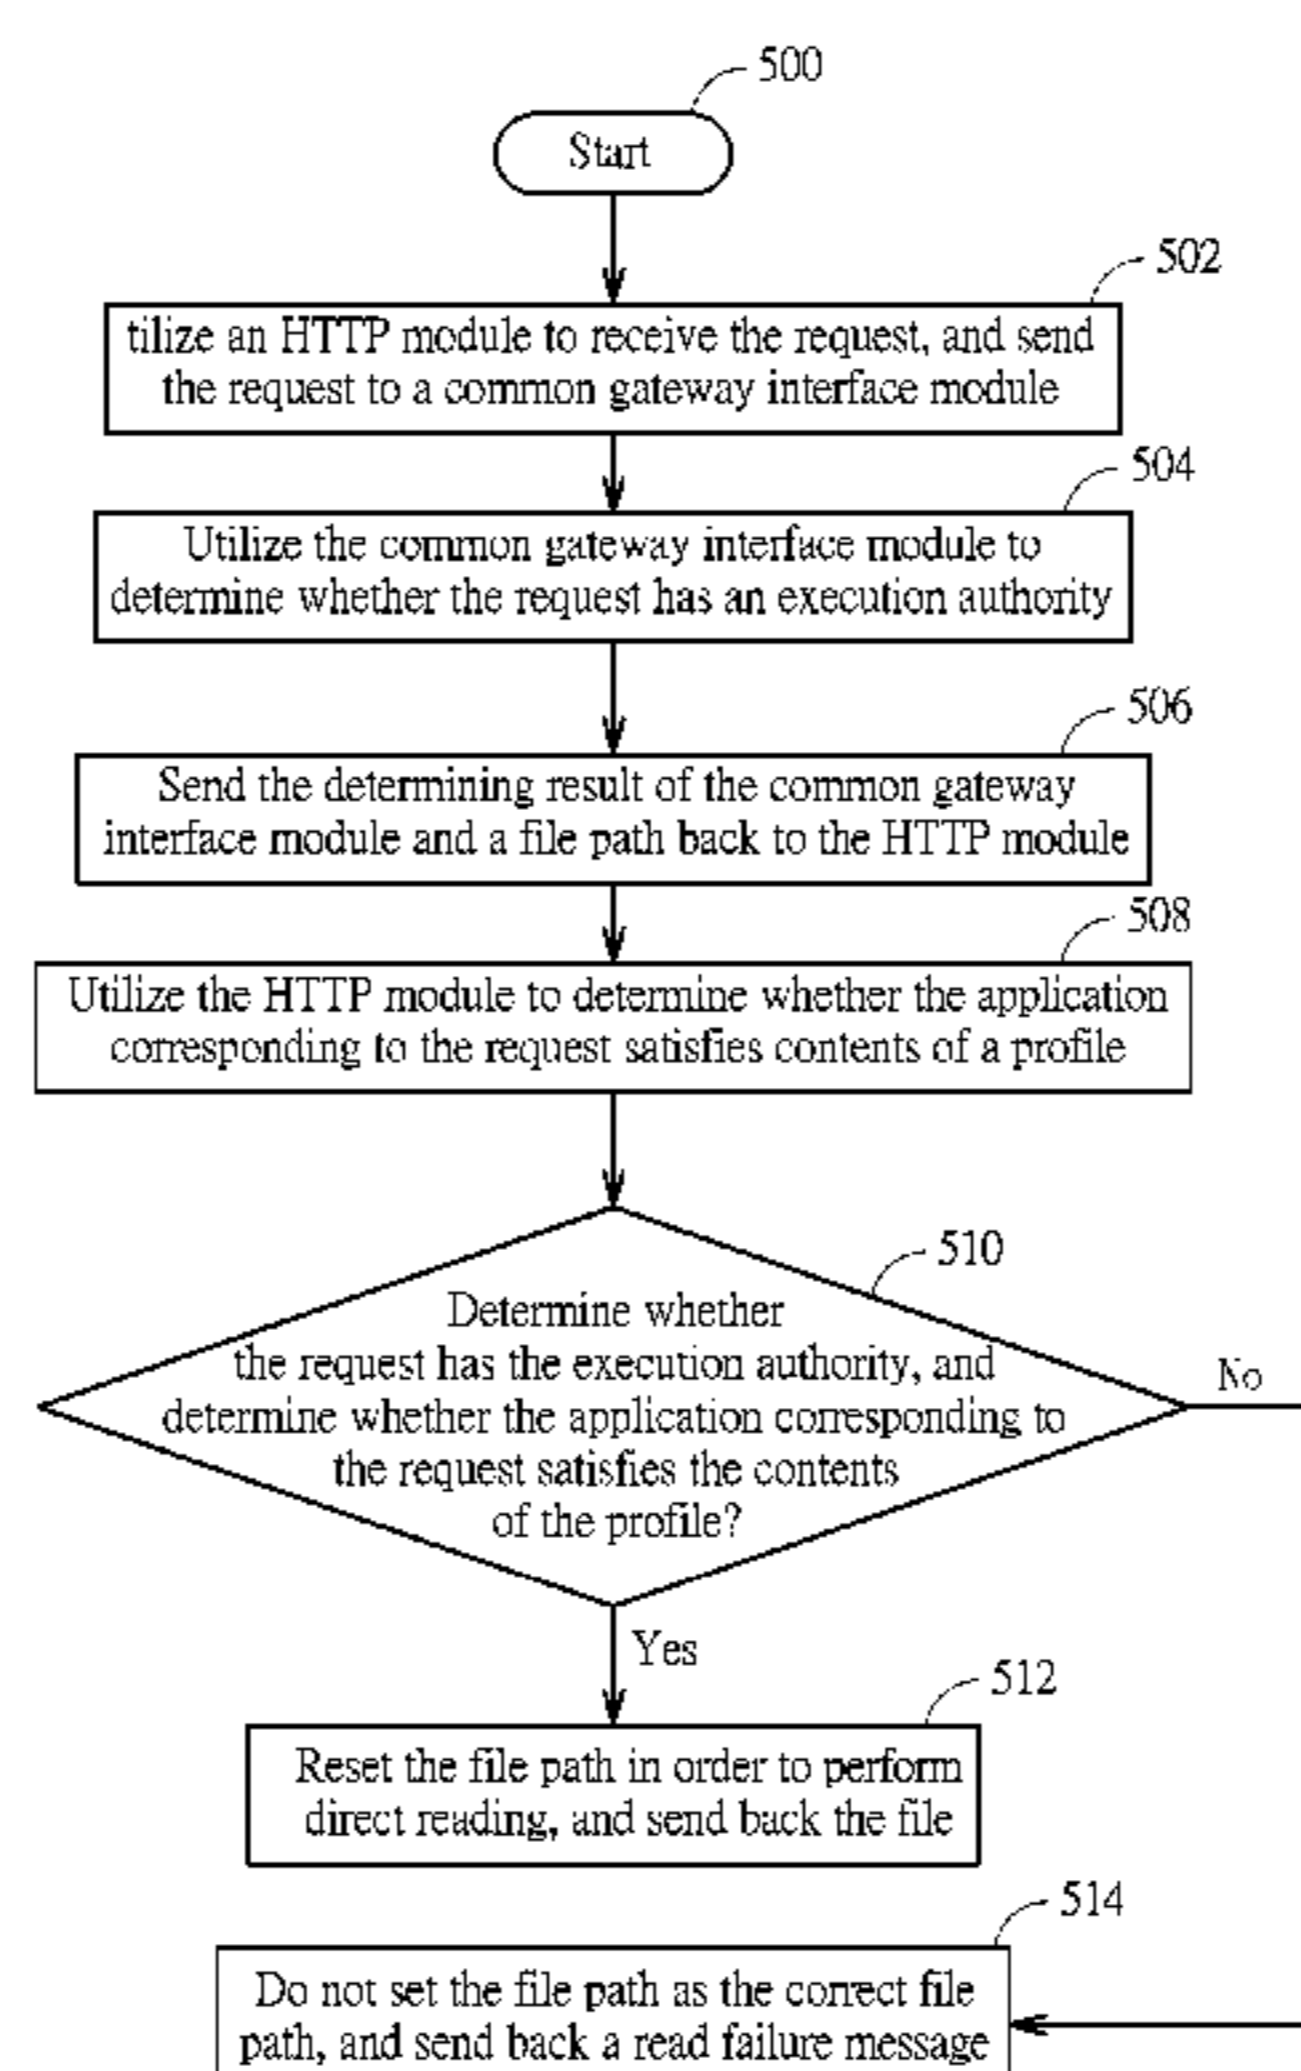 500
Start
502
tilize an HTTP module to receive the request, and send
the request to a common gateway interface module
504
Utilize the common gateway interface module to
determine whether the request has an execution authority
506
Send the determining result of the common gateway
interface module and a file path back to the HTTP module
508
Utilize the HTTP module to determine whether the application
corresponding to the request satisfies contents of a profile
510
Determine whether
the request has the execution authority, and
determine whether the application corresponding to
the request satisfies the contents
of the profile?
No
Yes
512
Reset the file path in order to perform
direct reading, and send back the file
514
Do not set the file path as the correct file
path, and send back a read failure message